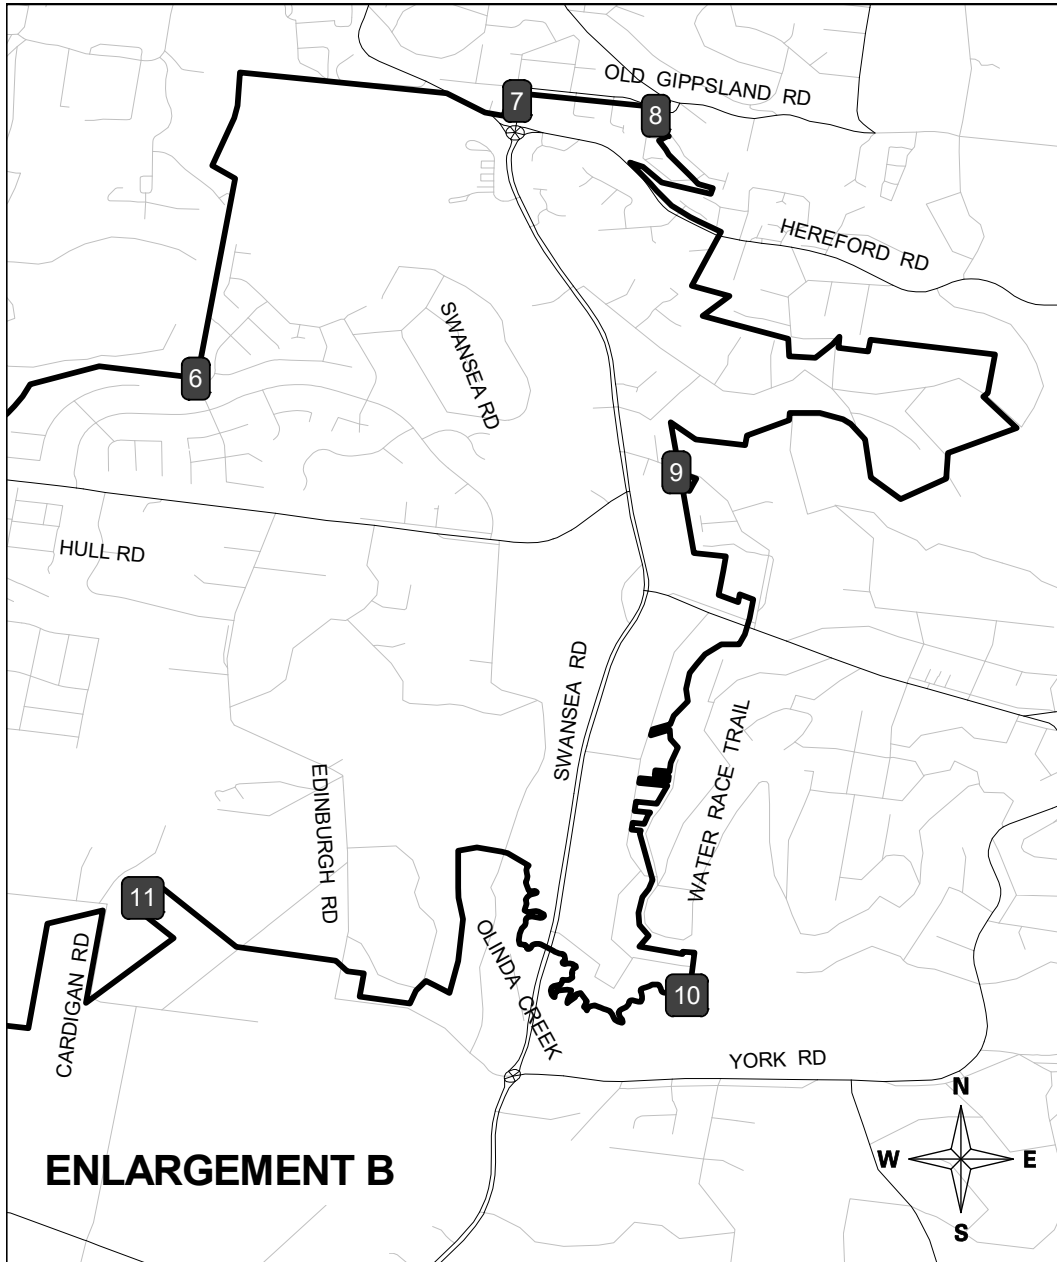 OLD GIPPSLAND RD
7
8
HEREFORD RD
SWANSEA RD
6
9
HULL RD
SWANSEA RD
WATER RACE TRAIL
EDINBURGH RD
11
CARDIGAN RD
OLINDA CREEK
10
YORK RD
N
W E
S
ENLARGEMENT B